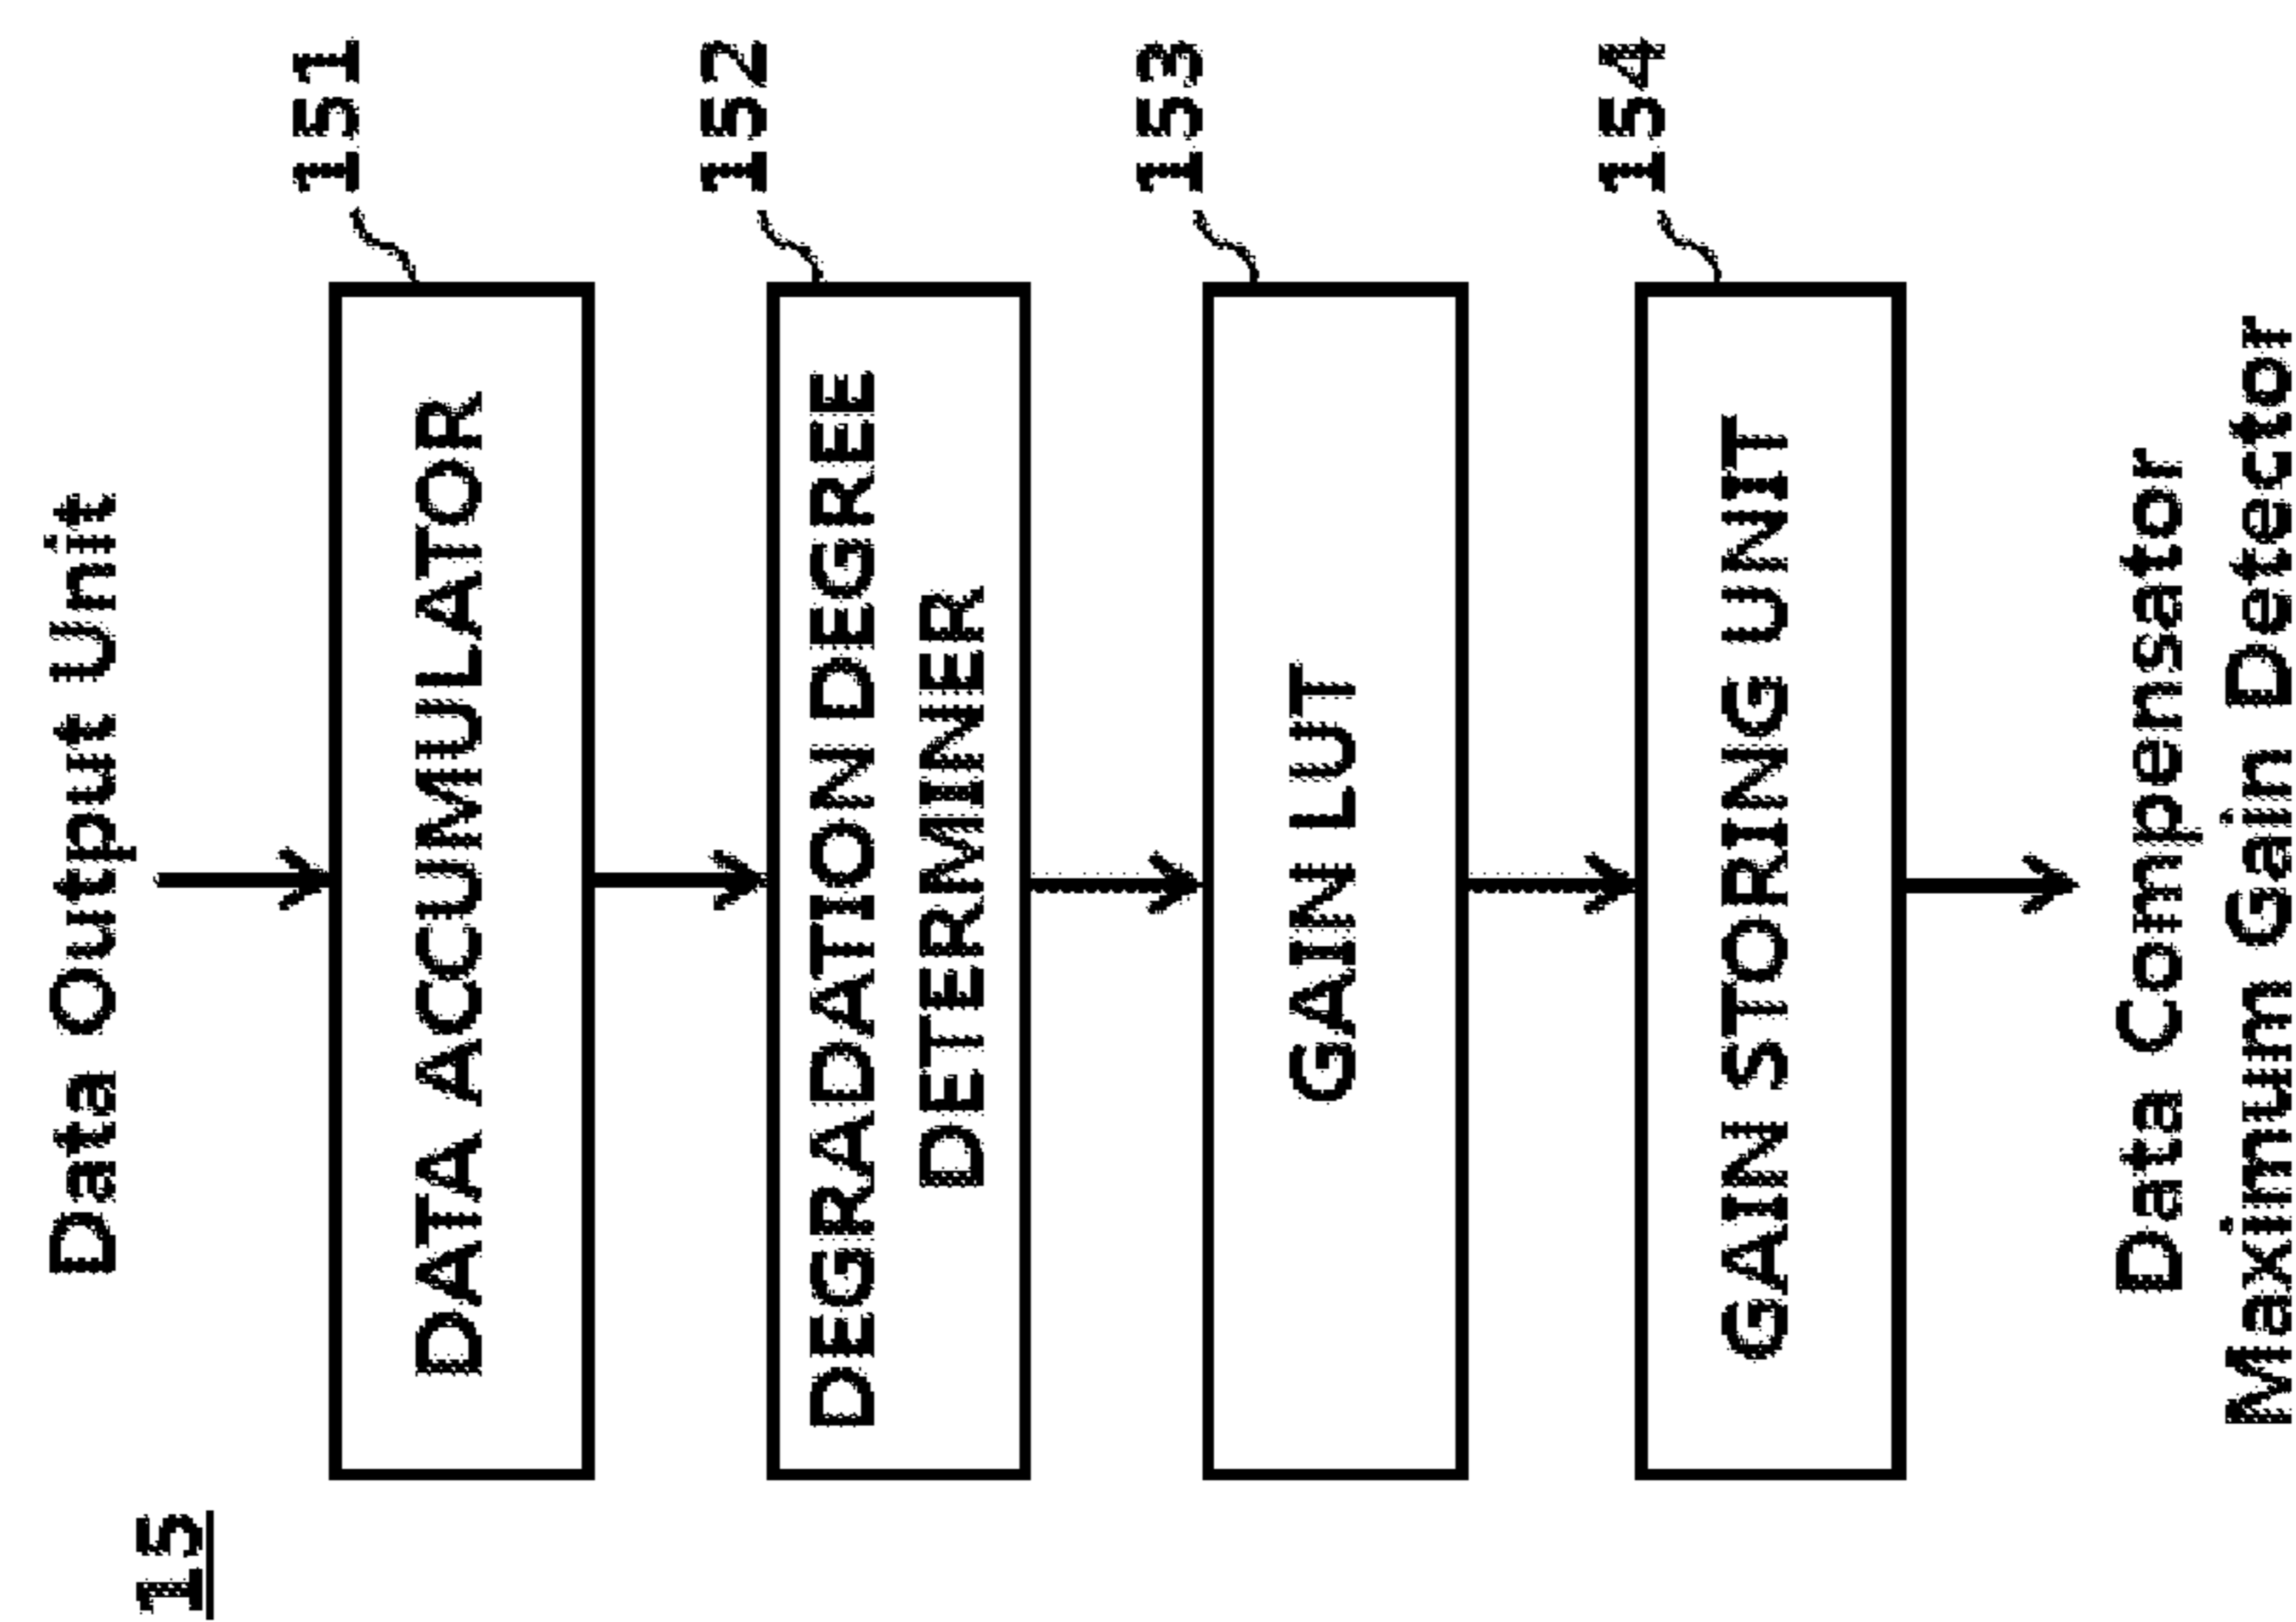 15
Data Output Unit
151
DATA ACCUMULATOR
152
DEGRADATION DEGREE
DETERMINER
153
GAIN LUT
154
GAIN STORING UNIT
Data Compensator
Maximum Gain Detector